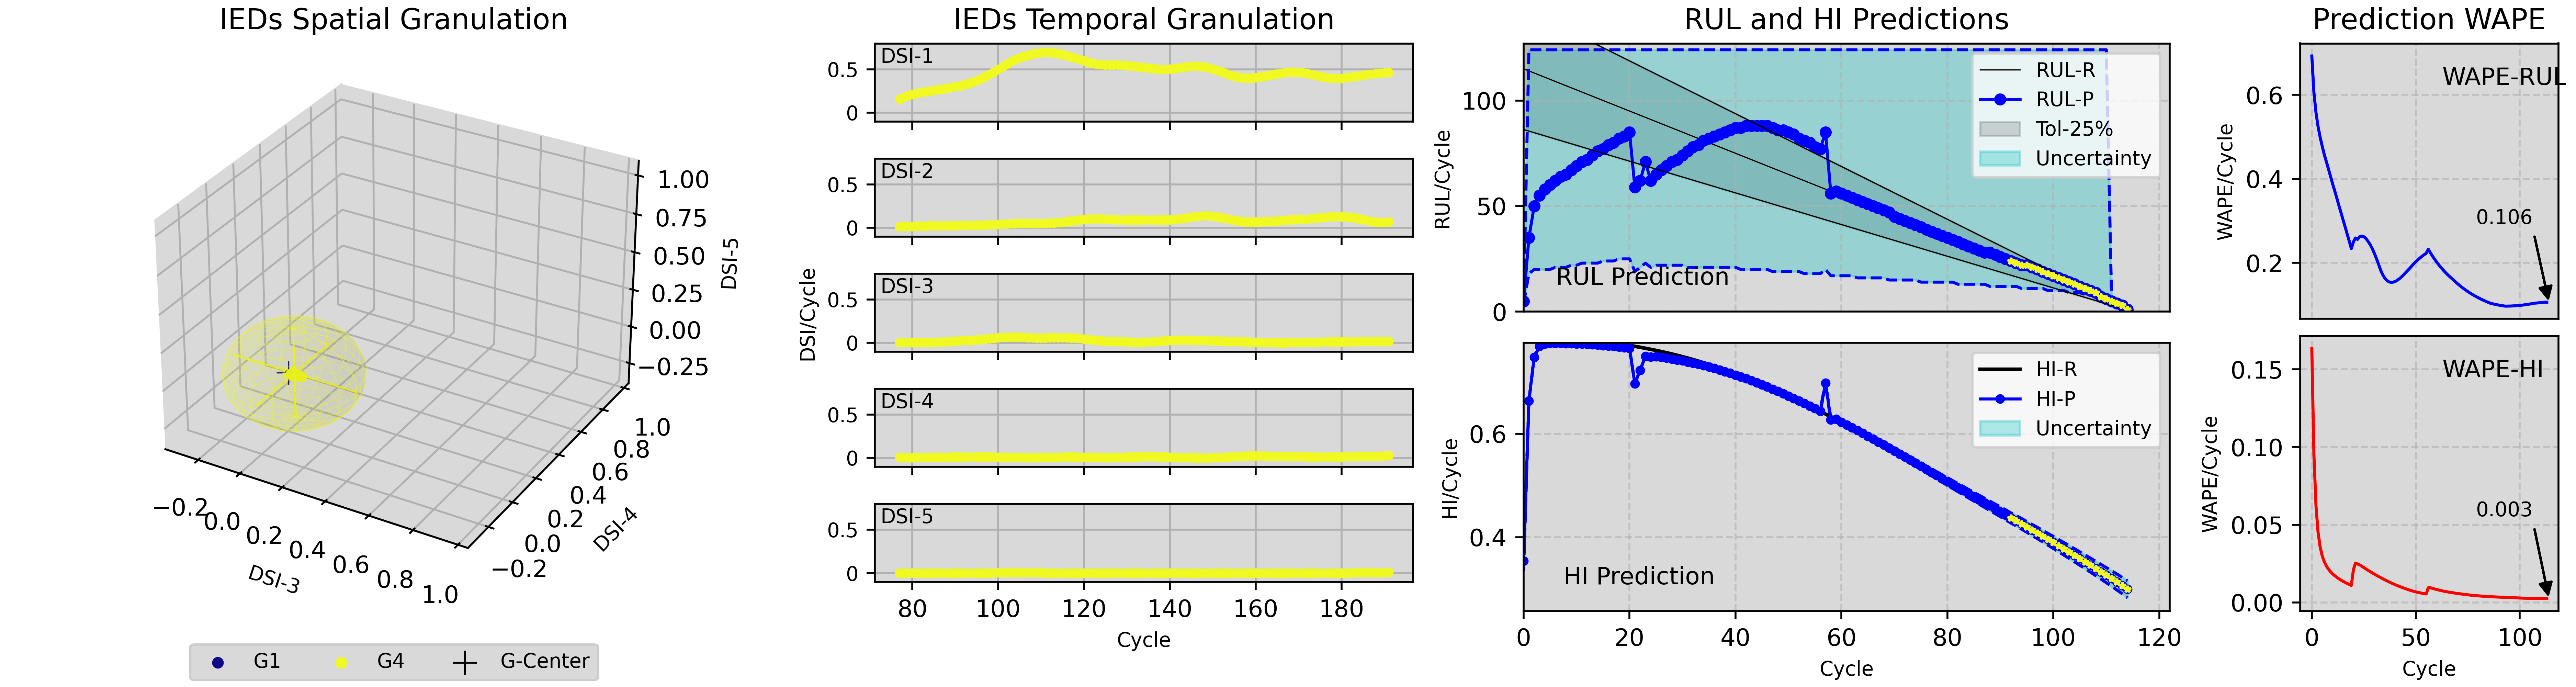 IEDs Spatial Granulation
1.00
0.75
0.50
0.25
0.00
−0.25
DSI-5
1.0
0.8
0.6
0.4
0.2
0.0
−0.2
DSI-4
−0.2
0.0
0.2
0.4
0.6
0.8
1.0
DSI-3
G1 G4 G-Center
IEDs Temporal Granulation
DSI-1
0.5
0
DSI-2
0.5
0
DSI-3
0.5
0
DSI-4
0.5
0
DSI-5
0.5
0
DSI/Cycle
80 100 120 140 160 180
Cycle
RUL and HI Predictions
RUL-R
RUL-P
Tol-25%
Uncertainty
100
50
0
RUL/Cycle
RUL Prediction
HI-R
HI-P
Uncertainty
0.6
0.4
HI/Cycle
HI Prediction
0 20 40 60 80 100 120
Cycle
Prediction WAPE
WAPE-RUL
0.6
0.4
0.2
WAPE/Cycle
0.106
WAPE-HI
0.15
0.10
0.05
0.00
WAPE/Cycle
0.003
0 50 100
Cycle